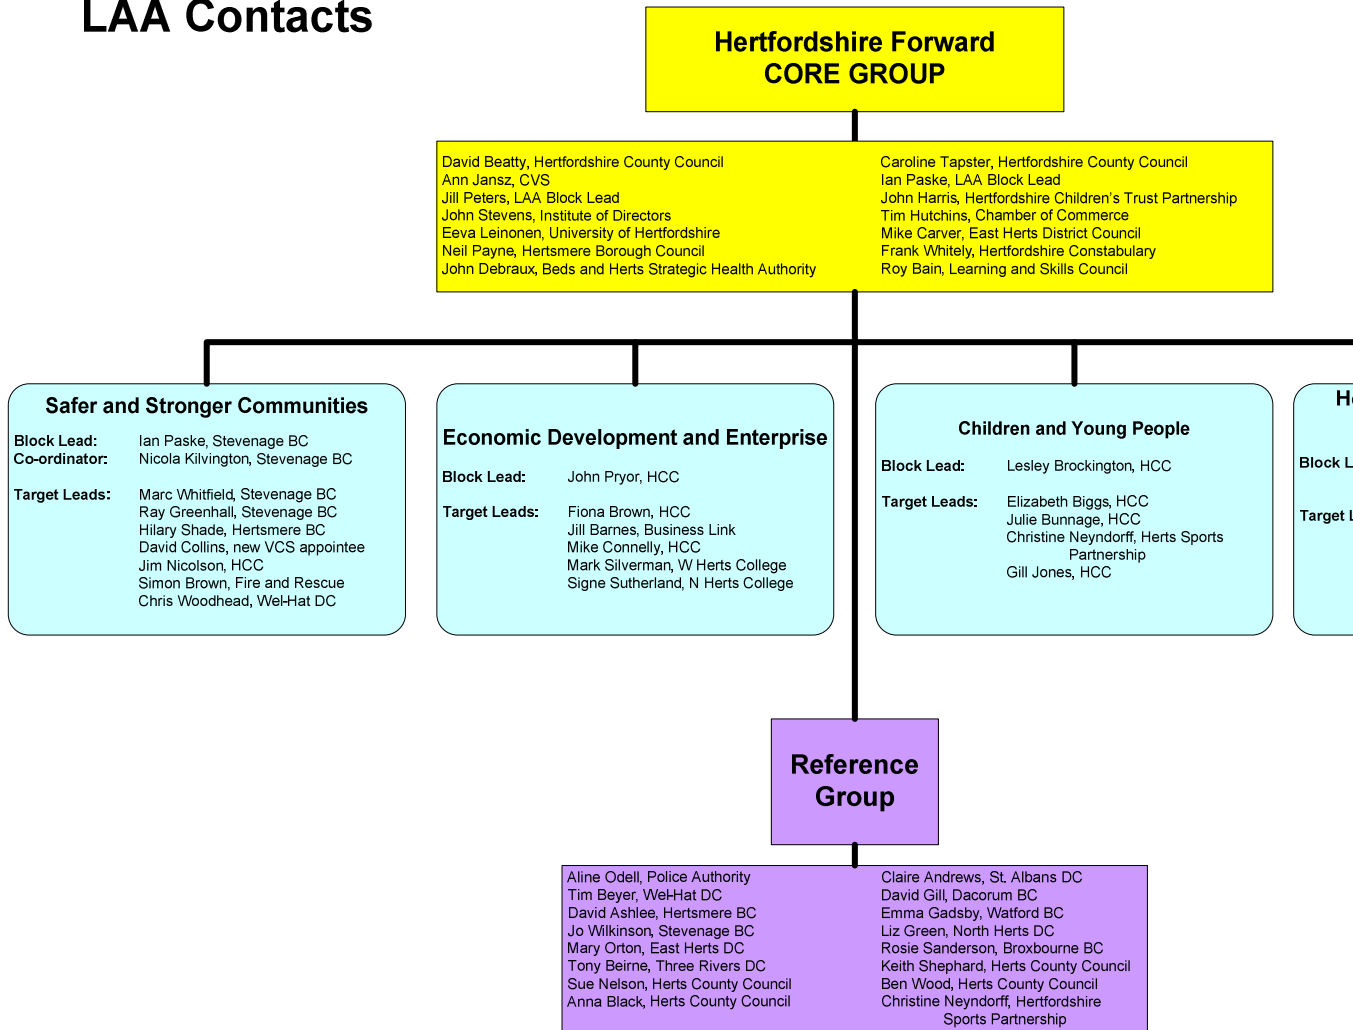 LAA Contacts
Hertfordshire Forward
CORE GROUP
David Beatty, Hertfordshire County Council
Ann Jansz, CVS
Jill Peters, LAA Block Lead
John Stevens, Institute of Directors
Eeva Leinonen, University of Hertfordshire
Neil Payne, Hertsmere Borough Council
John Debraux, Beds and Herts Strategic Health Authority
Caroline Tapster, Hertfordshire County Council
Ian Paske, LAA Block Lead
John Harris, Hertfordshire Children's Trust Partnership
Tim Hutchins, Chamber of Commerce
Mike Carver, East Herts District Council
Frank Whitely, Hertfordshire Constabulary
Roy Bain, Learning and Skills Council
Safer and Stronger Communities
Block Lead: Ian Paske, Stevenage BC
Co-ordinator: Nicola Kilvington, Stevenage BC
Target Leads: Marc Whitfield, Stevenage BC
Ray Greenhall, Stevenage BC
Hilary Shade, Hertsmere BC
David Collins, new VCS appointee
Jim Nicolson, HCC
Simon Brown, Fire and Rescue
Chris Woodhead, Wel-Hat DC
Economic Development and Enterprise
Block Lead: John Pryor, HCC
Target Leads: Fiona Brown, HCC
Jill Barnes, Business Link
Mike Connelly, HCC
Mark Silverman, W Herts College
Signe Sutherland, N Herts College
Children and Young People
Block Lead: Lesley Brockington, HCC
Target Leads: Elizabeth Biggs, HCC
Julie Bunnage, HCC
Christine Neyndorff, Herts Sports
Partnership
Gill Jones, HCC
Block
Target
Reference
Group
Aline Odell, Police Authority
Tim Beyer, Wel-Hat DC
David Ashlee, Hertsmere BC
Jo Wilkinson, Stevenage BC
Mary Orton, East Herts DC
Tony Beirne, Three Rivers DC
Sue Nelson, Herts County Council
Anna Black, Herts County Council
Claire Andrews, St. Albans DC
David Gill, Dacorum BC
Emma Gadsby, Watford BC
Liz Green, North Herts DC
Rosie Sanderson, Broxbourne BC
Keith Shephard, Herts County Council
Ben Wood, Herts County Council
Christine Neyndorff, Hertfordshire
Sports Partnership